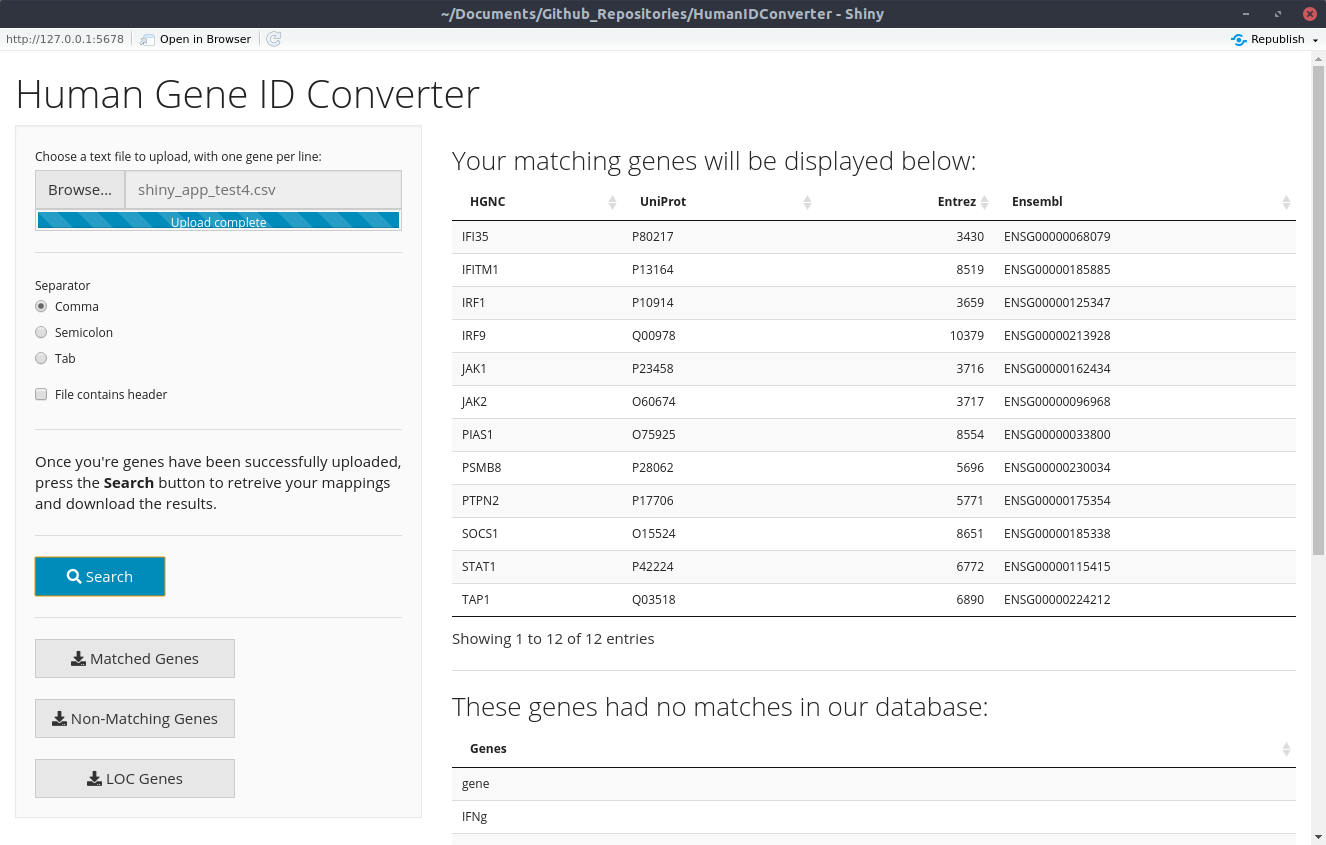 ~/Documents/Github_Repositories/HumanIDConverter - Shiny
http://127.0.0.1:5678 Open in Browser Republish
Human Gene ID Converter
Choose a text file to upload, with one gene per line:
Browse... shiny_app_test4.csv
Upload complete
Separator
Comma
Semicolon
Tab
File contains header
Once you're genes have been successfully uploaded,
press the Search button to retreive your mappings
and download the results.
Search
Matched Genes
Non-Matching Genes
LOC Genes
Your matching genes will be displayed below:
HGNC UniProt Entrez Ensembl
IFI35 P80217 3430 ENSG00000068079
IFITM1 P13164 8519 ENSG00000185885
IRF1 P10914 3659 ENSG00000125347
IRF9 Q00978 10379 ENSG00000213928
JAK1 P23458 3716 ENSG00000162434
JAK2 O60674 3717 ENSG00000096968
PIAS1 O75925 8554 ENSG00000033800
PSMB8 P28062 5696 ENSG00000230034
PTPN2 P17706 5771 ENSG00000175354
SOCS1 O15524 8651 ENSG00000185338
STAT1 P42224 6772 ENSG00000115415
TAP1 Q03518 6890 ENSG00000224212
Showing 1 to 12 of 12 entries
These genes had no matches in our database:
Genes
gene
IFNg